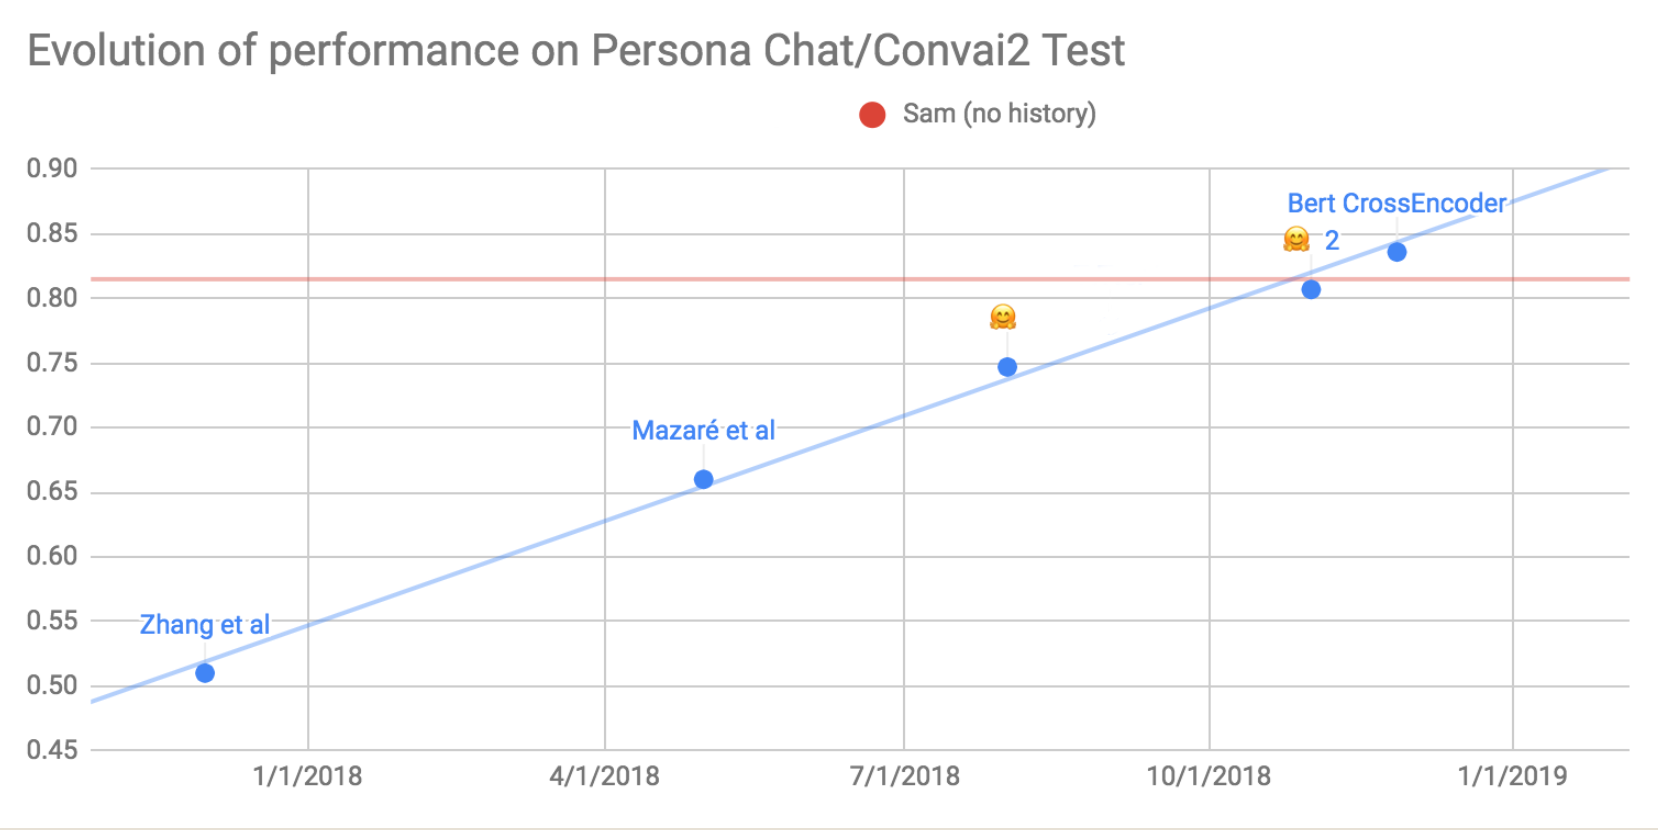 Evolution of performance on Persona Chat/Convai2 Test
Sam (no history)
0.90
Bert CrossEncoder
0.85
🤗 2
0.80
🤗
0.75
0.70
Mazaré et al
0.65
0.60
0.55
Zhang et al
0.50
0.45
1/1/2018 4/1/2018 7/1/2018 10/1/2018 1/1/2019